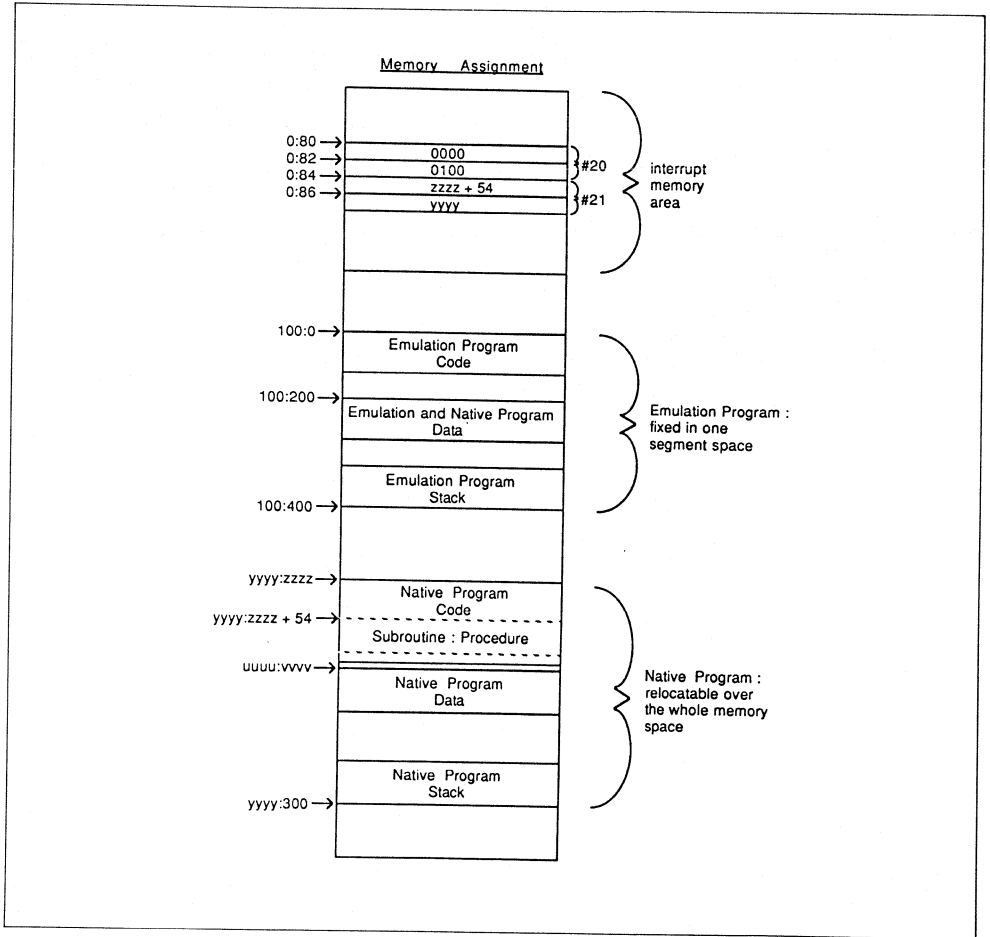 Memory Assignment
0:80
0:82
0:84
0:86
0000
0100
zzzz + 54
yyyy
#20
#21
interrupt
memory
area
100:0
Emulation Program
Code
100:200
Emulation and Native Program
Data
Emulation Program
Stack
100:400
Emulation Program :
fixed in one
segment space
yyyy:zzzz
Native Program
Code
yyyy:zzzz + 54
Subroutine : Procedure
uuuu:vvvv
Native Program
Data
Native Program
Stack
yyyy:300
Native Program :
relocatable over
the whole memory
space